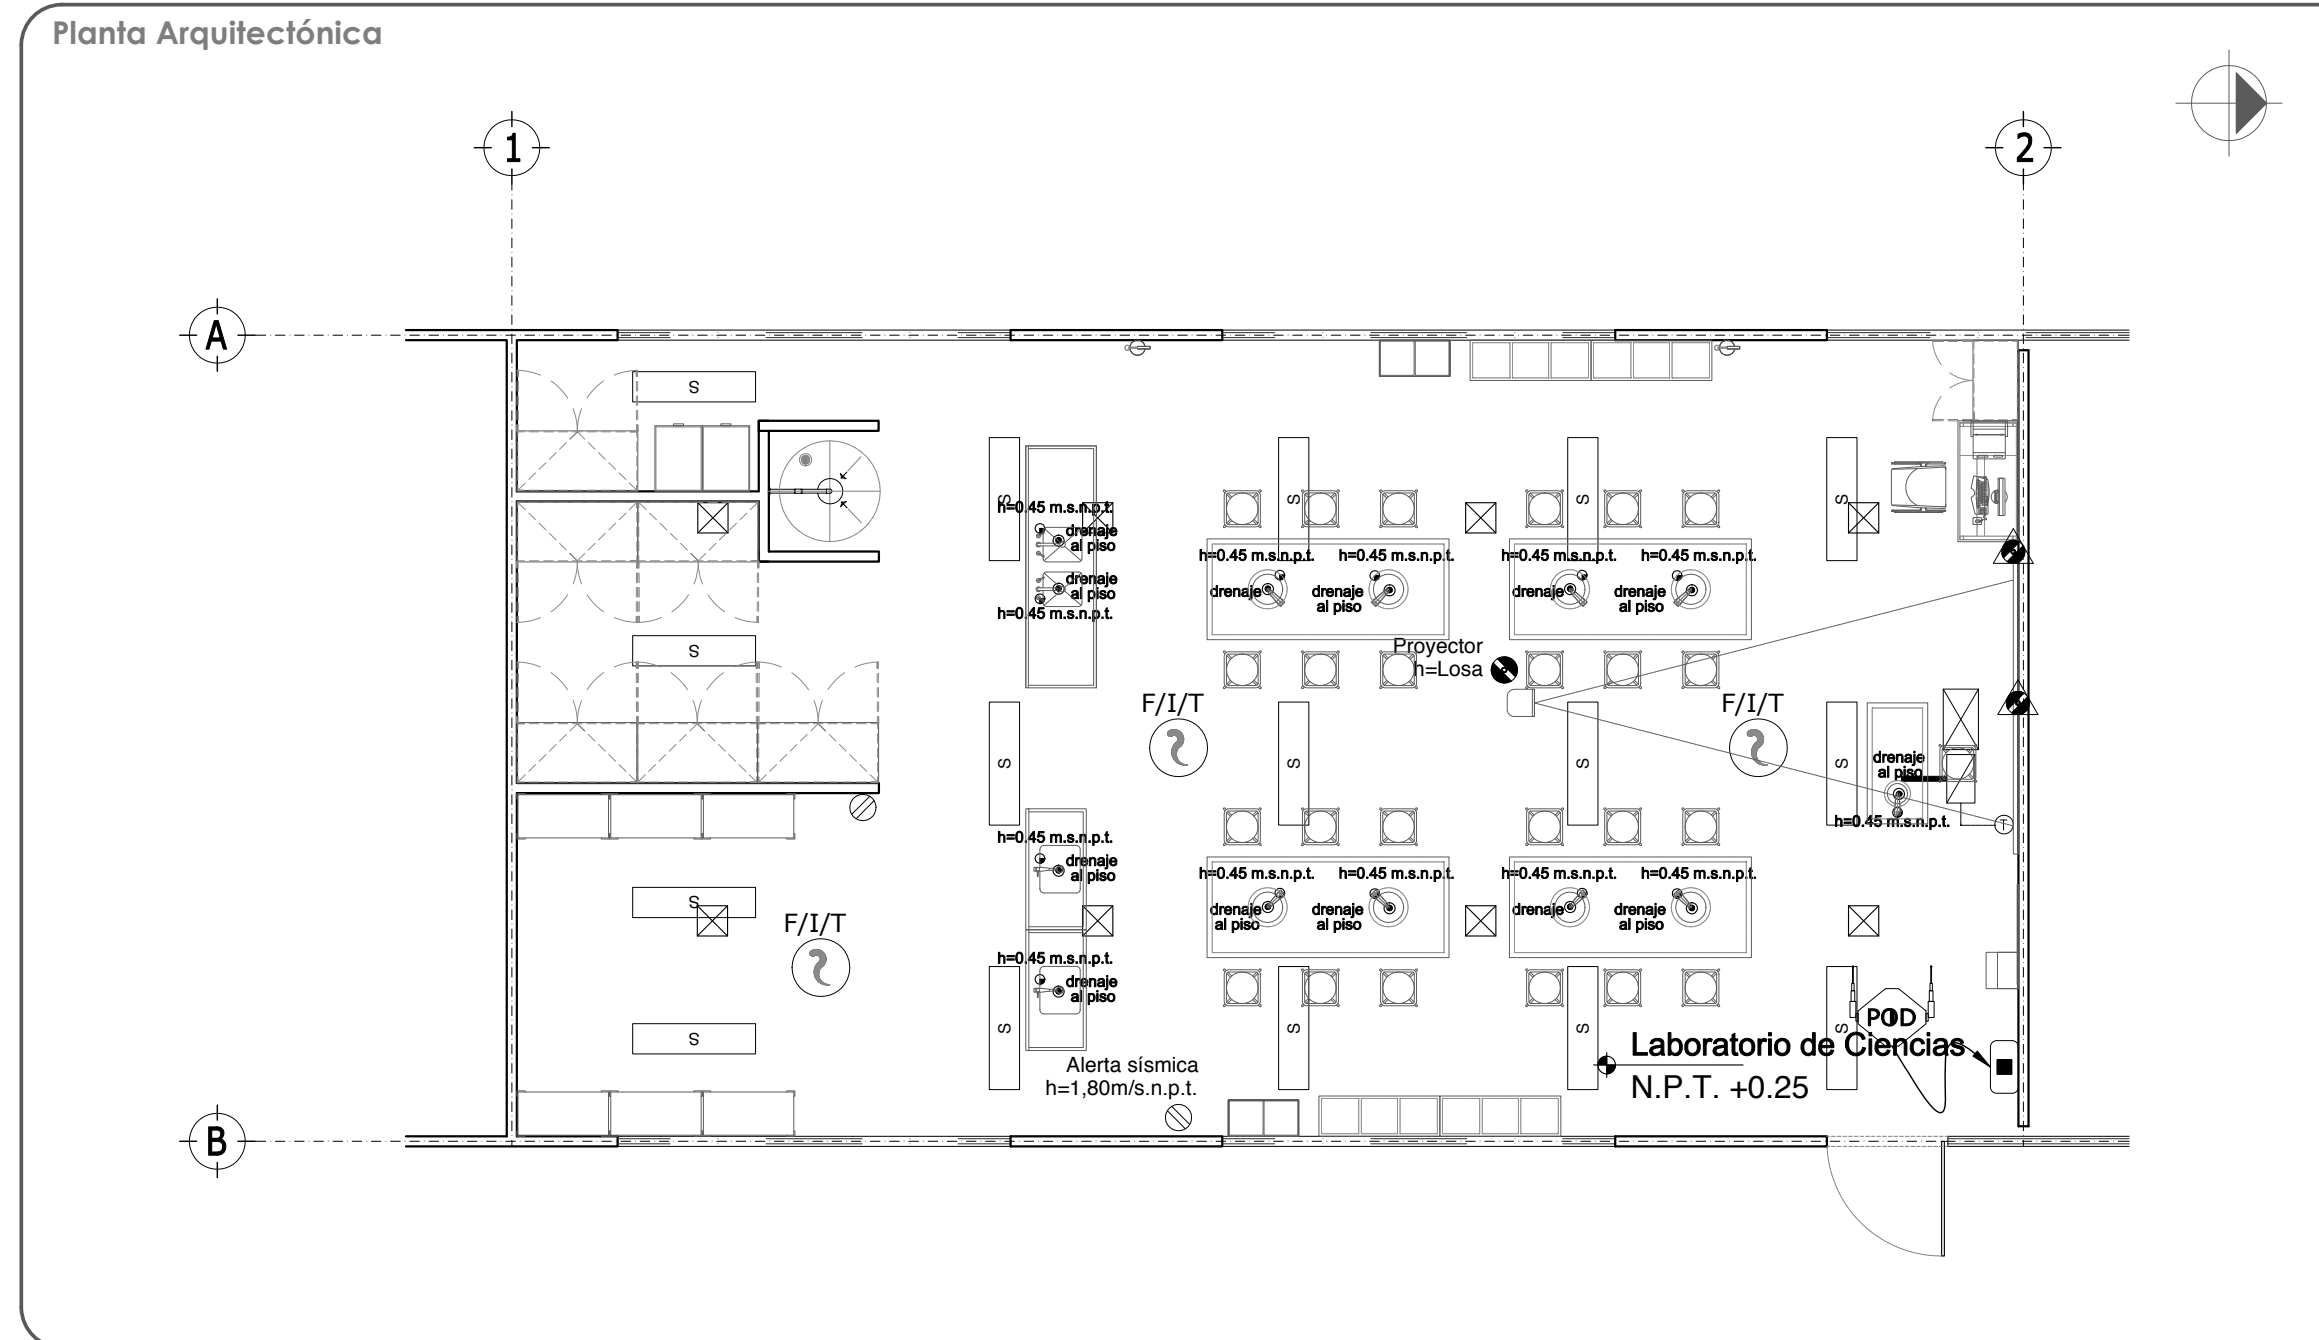 Planta Arquitectónica
1
2
A
S
S
S
S
S
h=0.45 m.s.n.p.t.
drenaje
al piso
drenaje
al piso
h=0.45 m.s.n.p.t.
h=0.45 m.s.n.p.t.
h=0.45 m.s.n.p.t.
h=0.45 m.s.n.p.t.
h=0.45 m.s.n.p.t.
drenaje
drenaje
al piso
drenaje
drenaje
al piso
S
Proyector
h=Losa
F/I/T
F/I/T
S
S
S
S
drenaje
al piso
h=0.45 m.s.n.p.t.
h=0.45 m.s.n.p.t.
drenaje
al piso
h=0.45 m.s.n.p.t.
h=0.45 m.s.n.p.t.
h=0.45 m.s.n.p.t.
h=0.45 m.s.n.p.t.
S
F/I/T
drenaje
al piso
drenaje
al piso
drenaje
drenaje
al piso
h=0.45 m.s.n.p.t.
drenaje
al piso
S
S
S
S
S
POD
Laboratorio de Ciencias
N.P.T. +0.25
Alerta sísmica
h=1,80m/s.n.p.t.
B
T